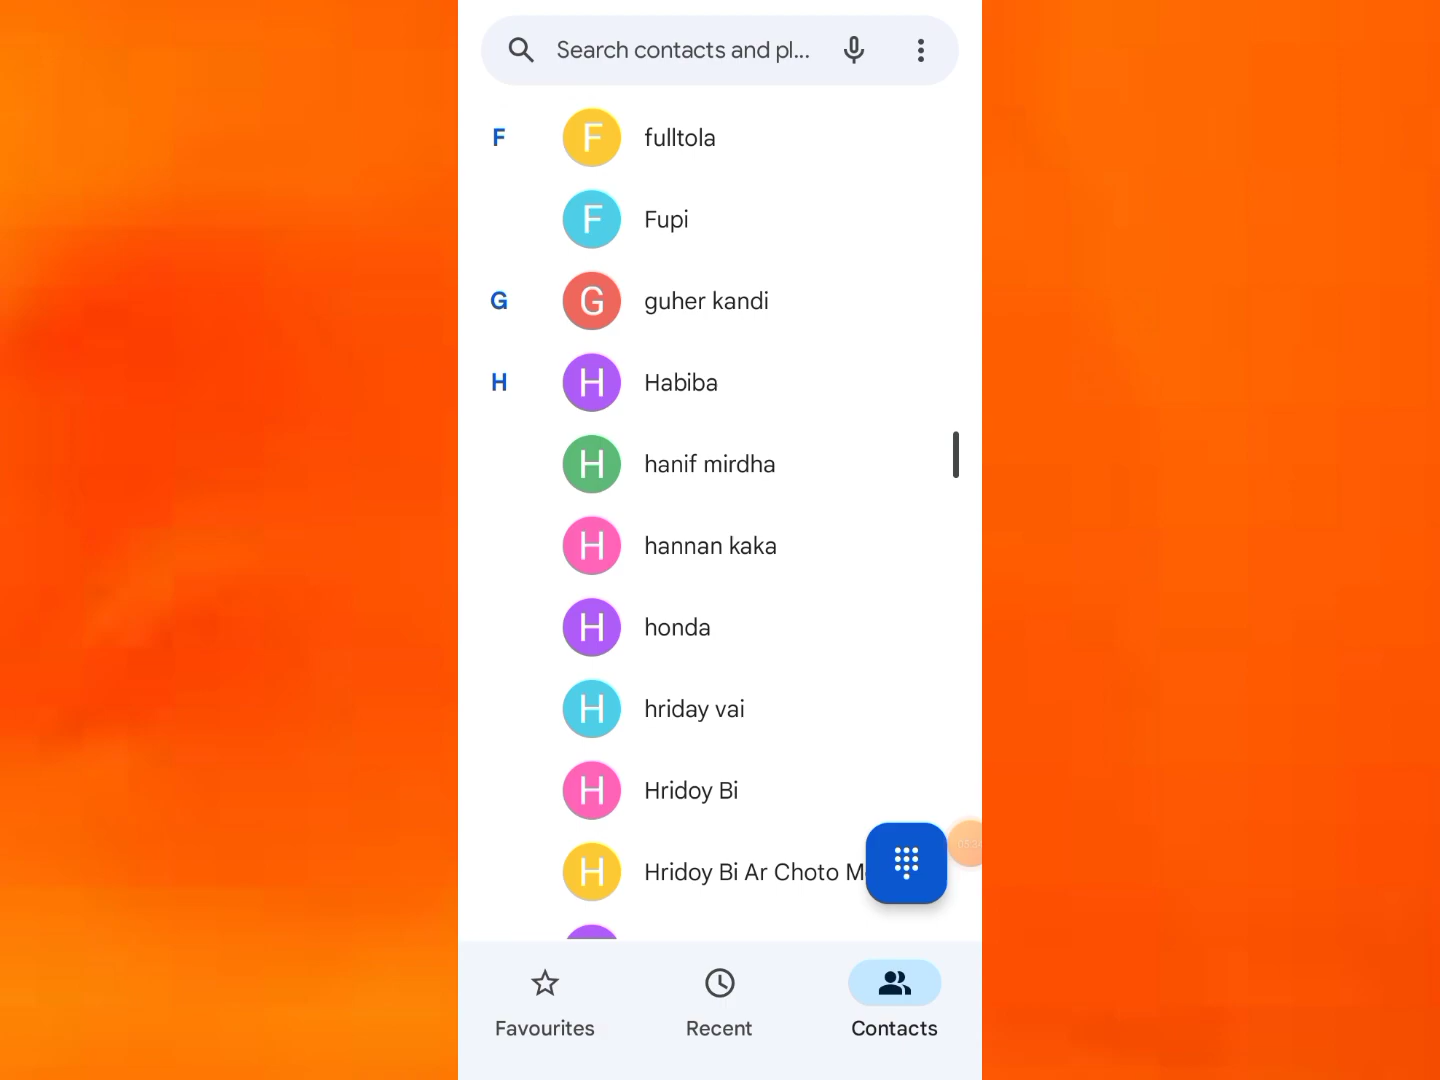 Search contacts and pl...
F
F
fulltola
F
Fupi
G
G
guher kandi
H
H
Habiba
H
hanif mirdha
H
hannan kaka
H
honda
H
hriday vai
H
Hridoy Bi
H
Hridoy Bi Ar Choto M
Favourites
Recent
Contacts